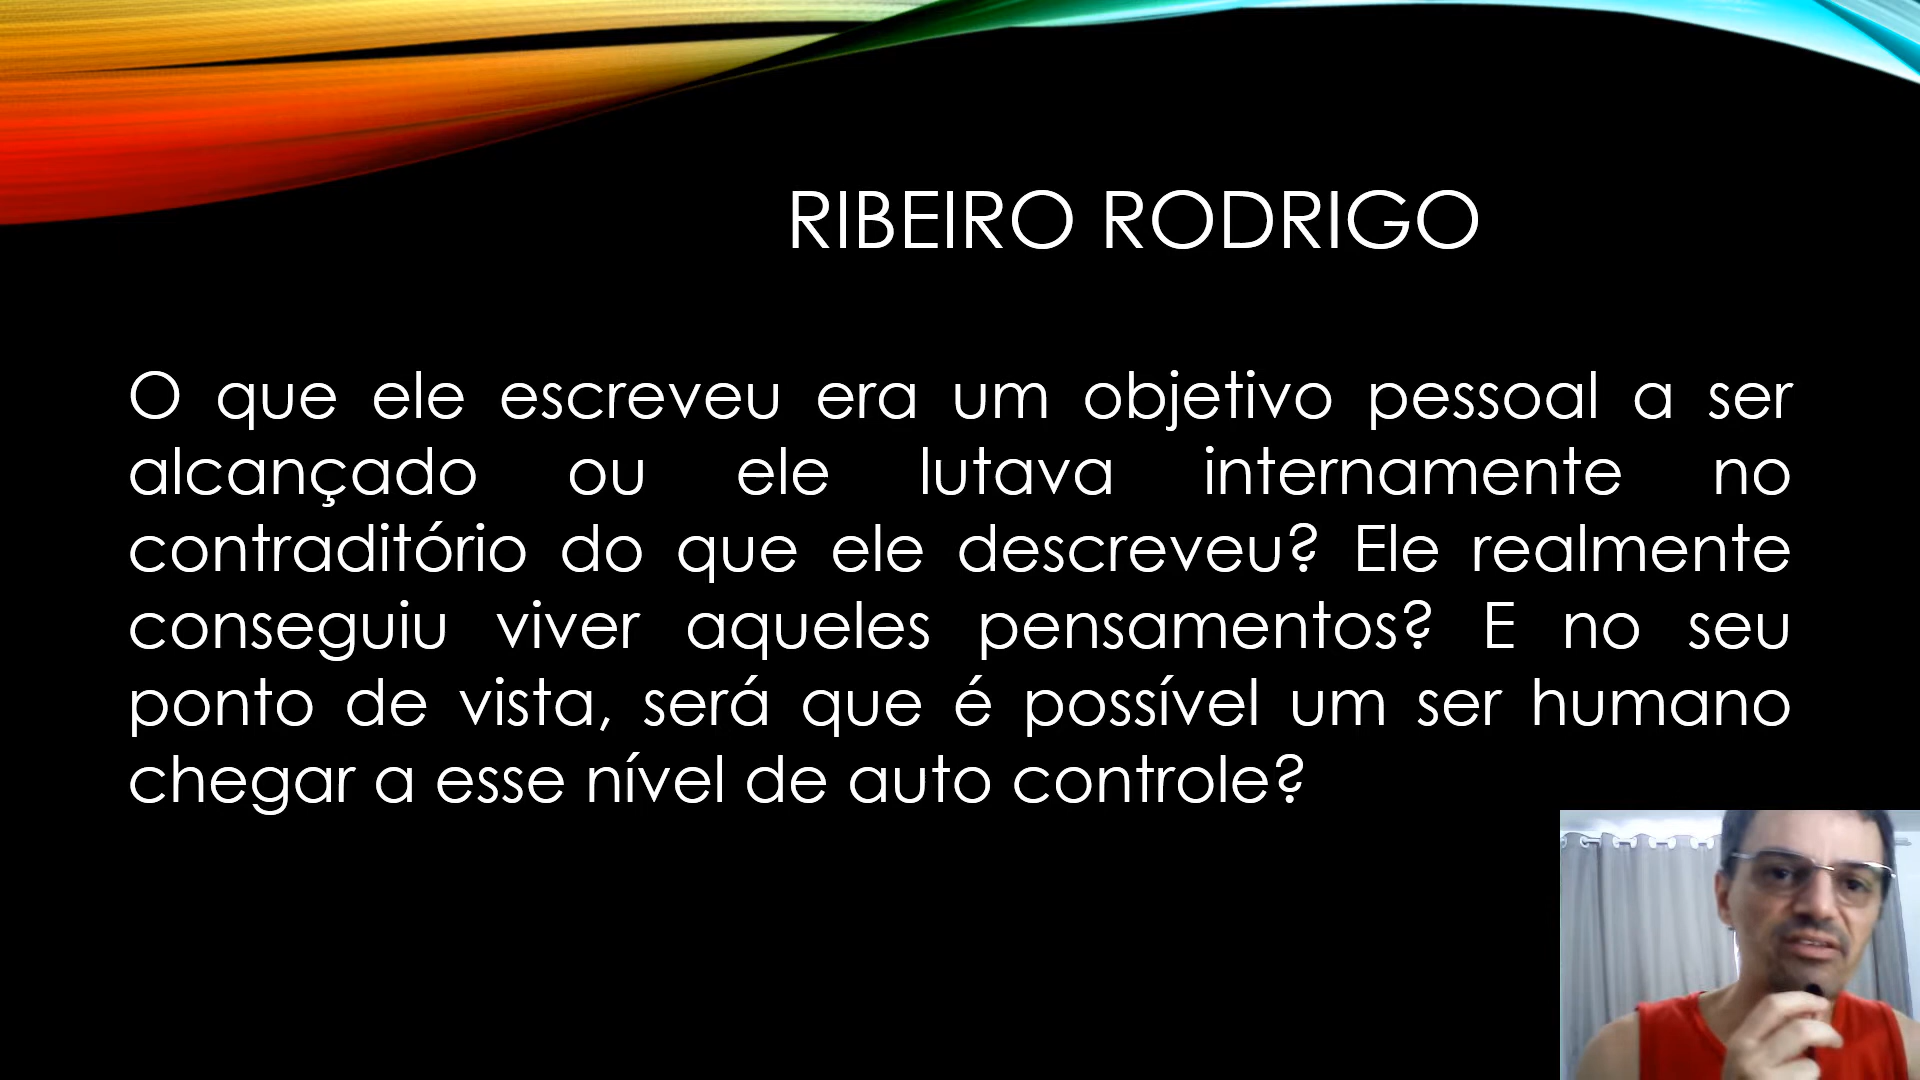 RIBEIRO RODRIGO
O que ele escreveu era um objetivo pessoal a ser
alcançado ou ele lutava internamente no
contraditório do que ele descreveu? Ele realmente
conseguiu viver aqueles pensamentos? E no seu
ponto de vista, será que é possível um ser humano
chegar a esse nível de auto controle?